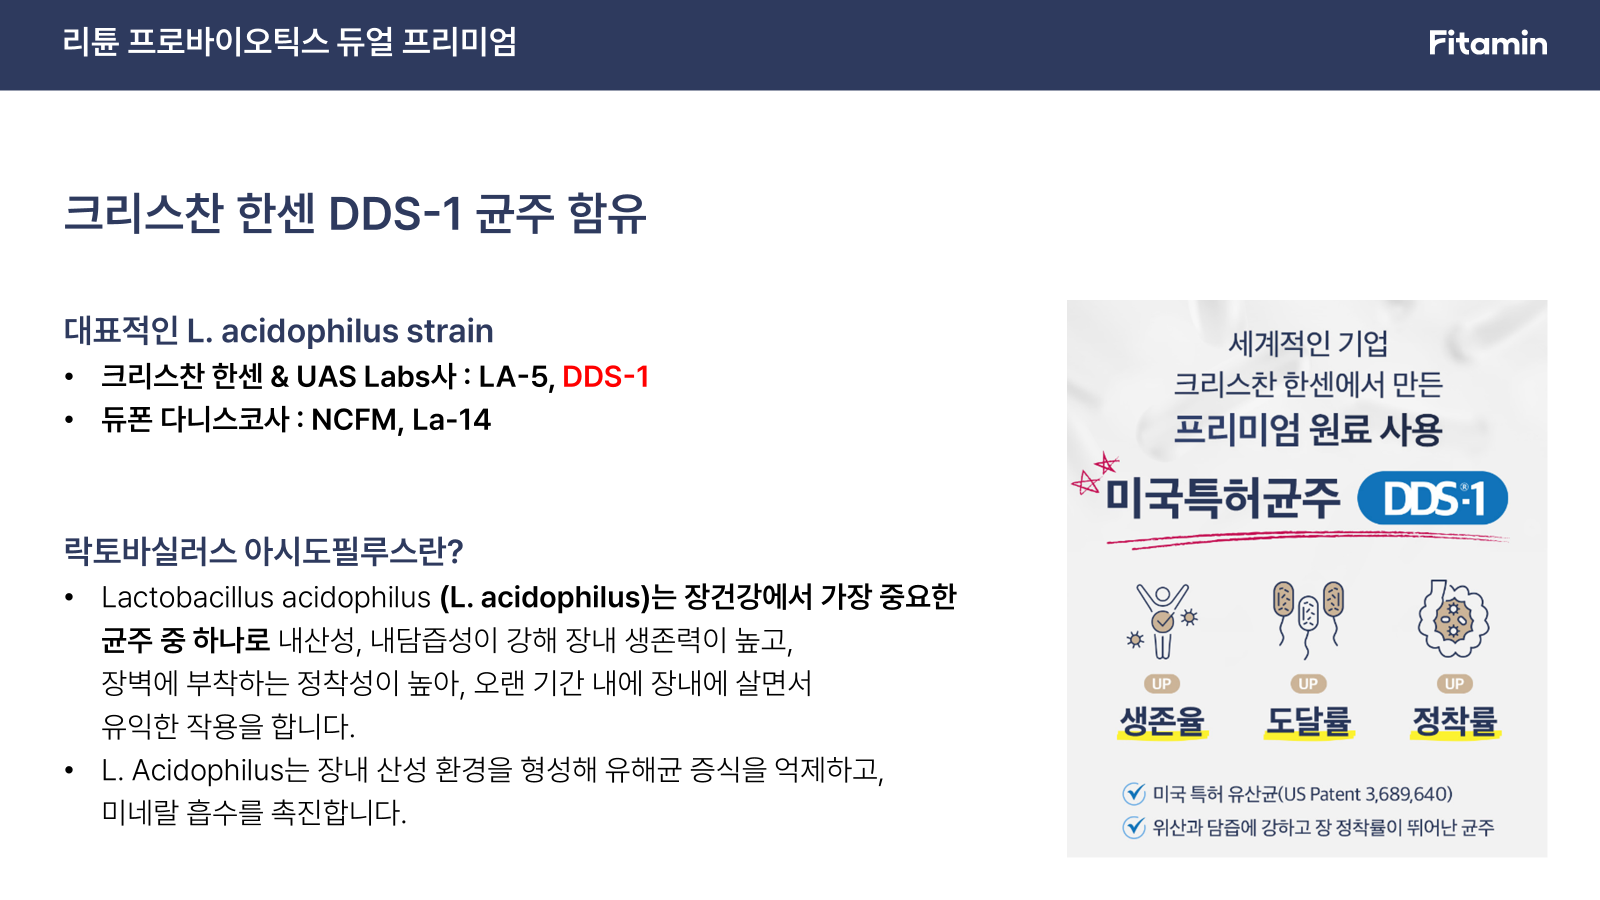 리튠 프로바이오틱스 듀얼 프리미엄
Fitamin
크리스찬 한센 DDS-1 균주 함유
대표적인 L. acidophilus strain
• 크리스찬 한센 & UAS Labs사 : LA-5, DDS-1
• 듀폰 다니스코사 : NCFM, La-14
락토바실러스 아시도필루스란?
• Lactobacillus acidophilus (L. acidophilus)는 장건강에서 가장 중요한
균주 중 하나로 내산성, 내담즙성이 강해 장내 생존력이 높고,
장벽에 부착하는 정착성이 높아, 오랜 기간 내에 장내에 살면서
유익한 작용을 합니다.
• L. Acidophilus는 장내 산성 환경을 형성해 유해균 증식을 억제하고,
미네랄 흡수를 촉진합니다.
세계적인 기업
크리스찬 한센에서 만든
프리미엄 원료 사용
미국특허균주 DDS®-1
UP UP UP
생존율 도달률 정착률
미국 특허 유산균(US Patent 3,689,640)
위산과 담즙에 강하고 장 정착률이 뛰어난 균주